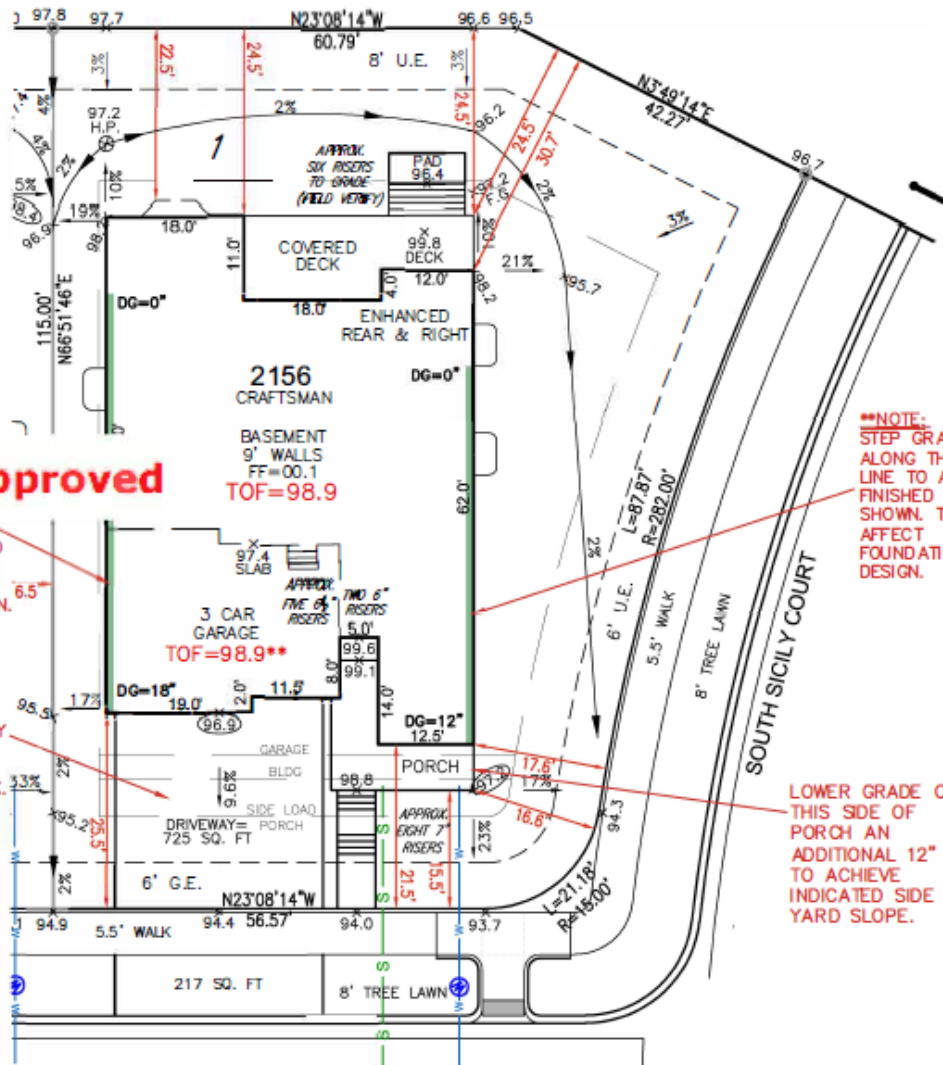 97.8
97.7
N23°08'14"W
60.79'
96.6
96.5
8' U.E.
3%
3%
22.5'
24.5'
24.5'
24.5'
30.7'
N3°49'14"E
42.27'
4%
4%
2%
97.2
H.P.
2%
96.2
96.7
1
APPROX.
SIX RISERS
TO GRADE
(FIELD VERIFY)
PAD
96.4
F.G.
2%
3%
5%
98.4
10%
19%
96.9
18.0'
11.0'
COVERED
DECK
99.8
DECK
10%
21%
95.7
12.0'
4.0'
98.2
18.0'
115.00'
N66°51'46"E
DG=0"
ENHANCED
REAR & RIGHT
DG=0"
2156
CRAFTSMAN
BASEMENT
9' WALLS
FF=00.1
TOF=98.9
62.0'
pproved
97.4
SLAB
APPROX.
RISERS
TWO 6"
RISERS
6.5'
N.
3 CAR
GARAGE
TOF=98.9**
5.0'
99.6
99.1
8.0'
14.0'
DG=18"
19.0'
2.0'
11.5'
DG=12"
12.5'
17%
95.5
96.9
**NOTE:
STEP GRA
ALONG TH
LINE TO A
FINISHED
SHOWN. T
AFFECT
FOUNDATI
DESIGN.
L=87.87'
R=282.00'
2%
6' U.E.
5.5' WALK
8' TREE LAWN
SOUTH SICILY COURT
Y
33%
95.2
2%
2%
25.5'
GARAGE
BLDG
SIDE LOAD
PORCH
9.6%
DRIVEWAY=
725 SQ. FT
98.8
PORCH
97.2
17.6'
17%
16.6'
94.3
APPROX.
EIGHT 7"
RISERS
21.5'
15.5'
23%
LOWER GRADE O
THIS SIDE OF
PORCH AN
ADDITIONAL 12"
TO ACHIEVE
INDICATED SIDE
YARD SLOPE.
6' G.E.
N23°08'14"W
56.57'
L=21.18'
R=15.00'
94.9
94.4
94.0
93.7
5.5' WALK
217 SQ. FT
8' TREE LAWN
S
S
S
W
W
W
W